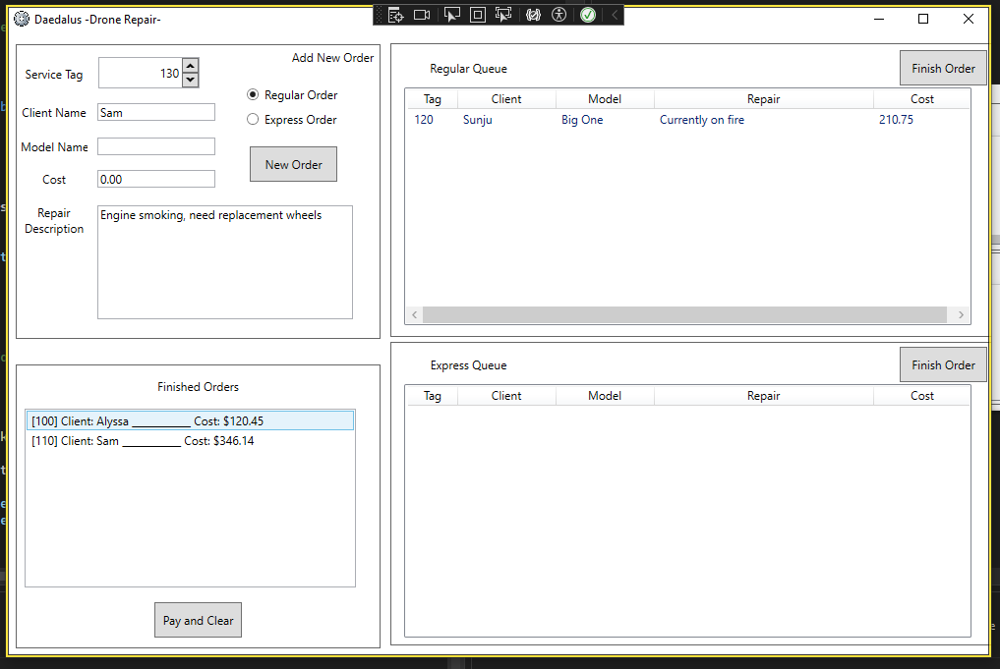 Daedalus -Drone Repair-
Add New Order
Service Tag 130
Regular Order
Client Name Sam
Express Order
Model Name
New Order
Cost 0.00
Repair
Description
Engine smoking, need replacement wheels
Regular Queue
Finish Order
Tag Client Model Repair Cost
120 Sunju Big One Currently on fire 210.75
Finished Orders
[100] Client: Alyssa __________ Cost: $120.45
[110] Client: Sam __________ Cost: $346.14
Pay and Clear
Express Queue
Finish Order
Tag Client Model Repair Cost